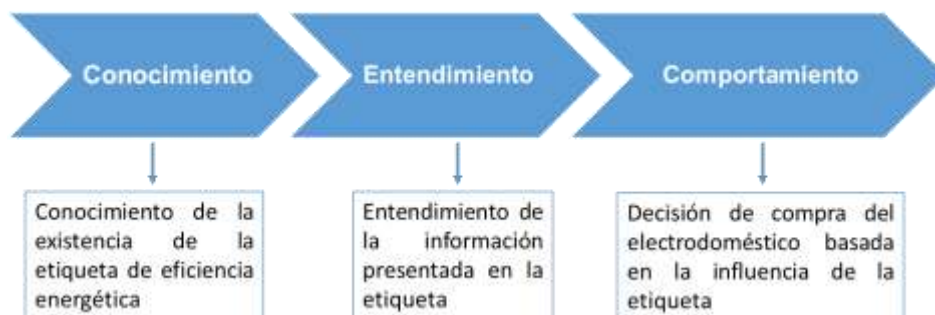 Conocimiento
Entendimiento
Comportamiento
Conocimiento de la
existencia de la
etiqueta de eficiencia
energética
Entendimiento de
la información
presentada en la
etiqueta
Decisión de compra del
electrodoméstico basada
en la influencia de la
etiqueta